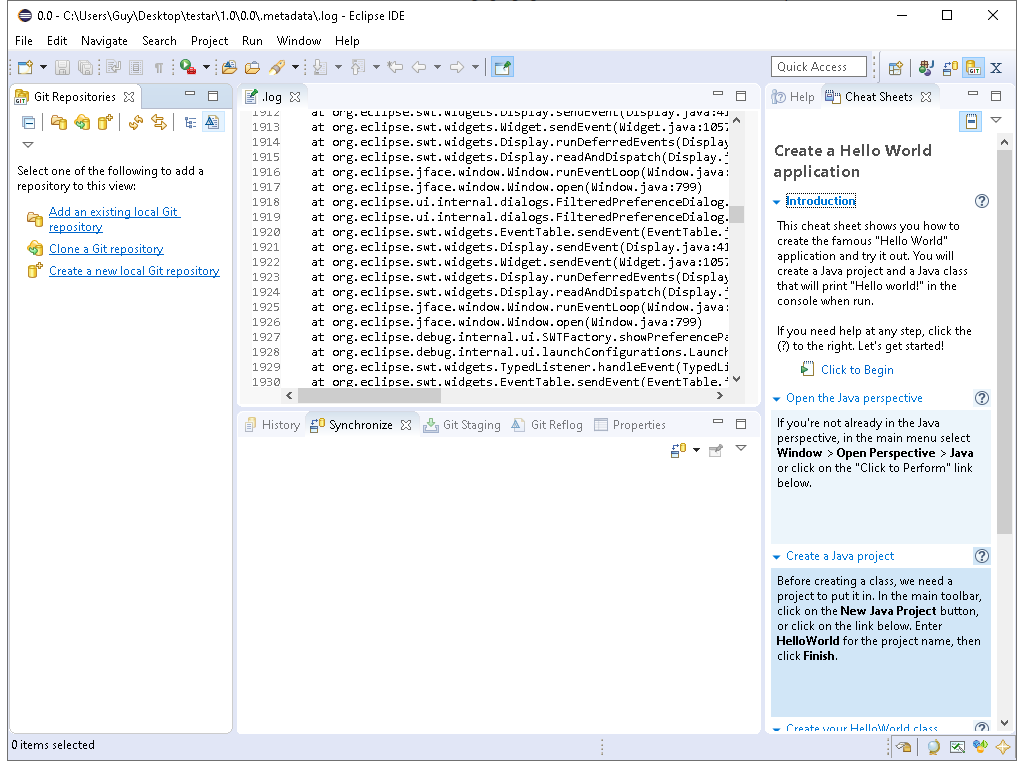 0.0 - C:\Users\Guy\Desktop\testar\1.0\0.0\.metadata\.log - Eclipse IDE
File Edit Navigate Search Project Run Window Help
Quick Access
Git Repositories
Select one of the following to add a
repository to this view:
Add an existing local Git
repository
Clone a Git repository
Create a new local Git repository
.log
1912 at org.eclipse.swt.widgets.Display.sendEvent(Display.java:41
1913 at org.eclipse.swt.widgets.Widget.sendEvent(Widget.java:1057
1914 at org.eclipse.swt.widgets.Display.runDeferredEvents(Display
1915 at org.eclipse.swt.widgets.Display.readAndDispatch(Display.j
1916 at org.eclipse.jface.window.Window.runEventLoop(Window.java:
1917 at org.eclipse.jface.window.Window.open(Window.java:799)
1918 at org.eclipse.ui.internal.dialogs.FilteredPreferenceDialog.
1919 at org.eclipse.ui.internal.dialogs.FilteredPreferenceDialog.
1920 at org.eclipse.swt.widgets.EventTable.sendEvent(EventTable.j
1921 at org.eclipse.swt.widgets.Display.sendEvent(Display.java:41
1922 at org.eclipse.swt.widgets.Widget.sendEvent(Widget.java:1057
1923 at org.eclipse.swt.widgets.Display.runDeferredEvents(Display
1924 at org.eclipse.swt.widgets.Display.readAndDispatch(Display.j
1925 at org.eclipse.jface.window.Window.runEventLoop(Window.java:
1926 at org.eclipse.jface.window.Window.open(Window.java:799)
1927 at org.eclipse.debug.internal.ui.SWTFactory.showPreferencePa
1928 at org.eclipse.debug.internal.ui.launchConfigurations.Launch
1929 at org.eclipse.swt.widgets.TypedListener.handleEvent(TypedLi
1930 at org.eclipse.swt.widgets.EventTable.sendEvent(EventTable.j
History Synchronize Git Staging Git Reflog Properties
Help Cheat Sheets
Create a Hello World
application
Introduction
This cheat sheet shows you how to
create the famous "Hello World"
application and try it out. You will
create a Java project and a Java class
that will print "Hello world!" in the
console when run.
If you need help at any step, click the
(?) to the right. Let's get started!
Click to Begin
Open the Java perspective
If you're not already in the Java
perspective, in the main menu select
Window > Open Perspective > Java
or click on the "Click to Perform" link
below.
Create a Java project
Before creating a class, we need a
project to put it in. In the main toolbar,
click on the New Java Project button,
or click on the link below. Enter
HelloWorld for the project name, then
click Finish.
Create your HelloWorld class
0 items selected